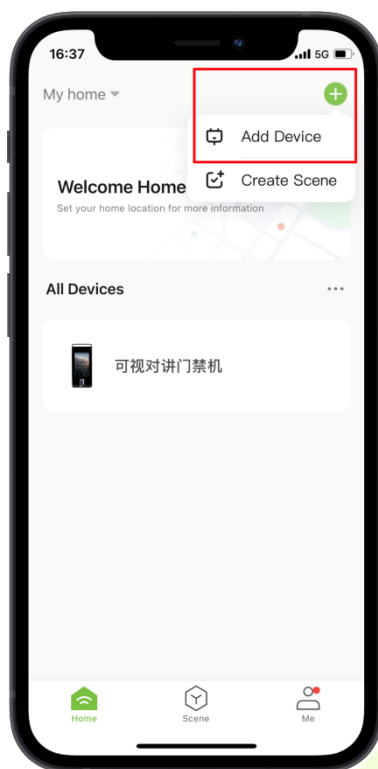 16:37
5G
My home
Add Device
Create Scene
Welcome Home
Set your home location for more information
All Devices
可视对讲门禁机
Home
Scene
Me